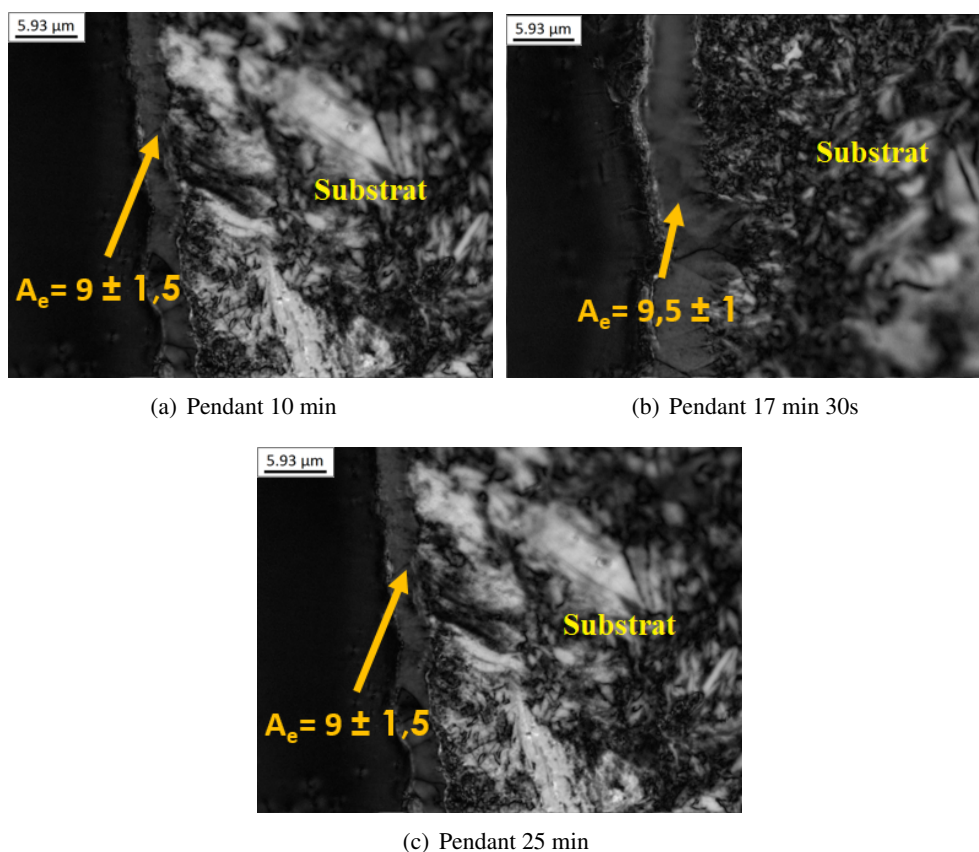 5.93 µm
Substrat
Aₑ= 9 ± 1,5
(a) Pendant 10 min
5.93 µm
Substrat
Aₑ= 9,5 ± 1
(b) Pendant 17 min 30s
5.93 µm
Substrat
Aₑ= 9 ± 1,5
(c) Pendant 25 min